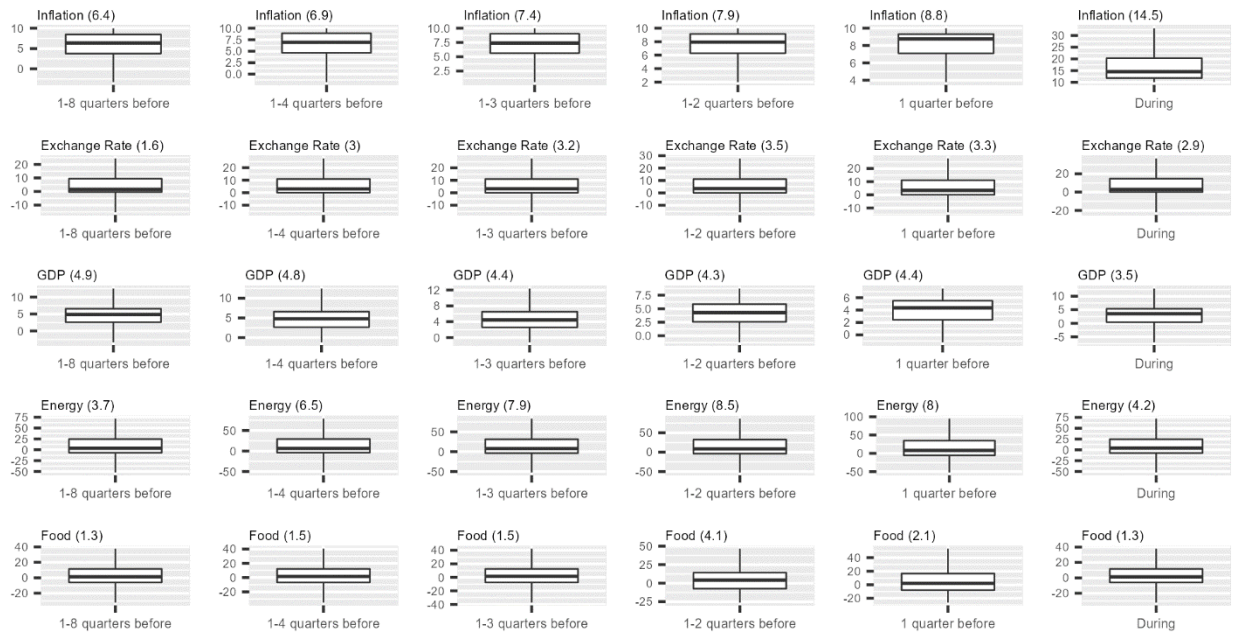 Inflation (6.4) Inflation (6.9) Inflation (7.4) Inflation (7.9) Inflation (8.8) Inflation (14.5)
10 5 0 10.0 7.5 5.0 2.5 0.0 10.0 7.5 5.0 2.5 10 8 6 4 2 10 8 6 4 30 25 20 15 10
1-8 quarters before 1-4 quarters before 1-3 quarters before 1-2 quarters before 1 quarter before During
Exchange Rate (1.6) Exchange Rate (3) Exchange Rate (3.2) Exchange Rate (3.5) Exchange Rate (3.3) Exchange Rate (2.9)
20 10 0 -10 20 10 0 -10 20 10 0 -10 30 20 10 0 -10 20 10 0 -10 20 0 -20
1-8 quarters before 1-4 quarters before 1-3 quarters before 1-2 quarters before 1 quarter before During
GDP (4.9) GDP (4.8) GDP (4.4) GDP (4.3) GDP (4.4) GDP (3.5)
10 5 0 10 5 0 12 8 4 0 7.5 5.0 2.5 0.0 6 4 2 0 10 5 0 -5
1-8 quarters before 1-4 quarters before 1-3 quarters before 1-2 quarters before 1 quarter before During
Energy (3.7) Energy (6.5) Energy (7.9) Energy (8.5) Energy (8) Energy (4.2)
75 50 25 0 -25 -50 50 0 -50 50 0 -50 50 0 -50 100 50 0 -50 75 50 25 0 -25 -50
1-8 quarters before 1-4 quarters before 1-3 quarters before 1-2 quarters before 1 quarter before During
Food (1.3) Food (1.5) Food (1.5) Food (4.1) Food (2.1) Food (1.3)
40 20 0 -20 40 20 0 -20 40 20 0 -20 -40 50 25 0 -25 40 20 0 -20 40 20 0 -20
1-8 quarters before 1-4 quarters before 1-3 quarters before 1-2 quarters before 1 quarter before During